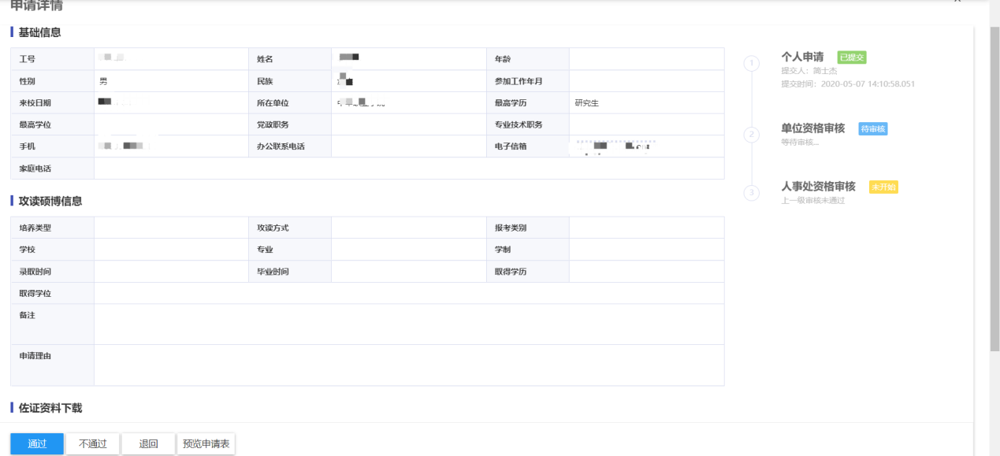 申请详情
基础信息
工号 姓名 年龄
性别 男 民族 参加工作年月
来校日期 所在单位 最高学历 研究生
最高学位 党政职务 专业技术职务
手机 办公联系电话 电子信箱
家庭电话
攻读硕博信息
培养类型 攻读方式 报考类别
学校 专业 学制
录取时间 毕业时间 取得学历
取得学位
备注
申请理由
佐证资料下载
通过 不通过 退回 预览申请表
1 个人申请 已提交
提交人：简士杰
提交时间：2020-05-07 14:10:58.051
2 单位资格审核 待审核
等待审核...
3 人事处资格审核 未开始
上一级审核未通过